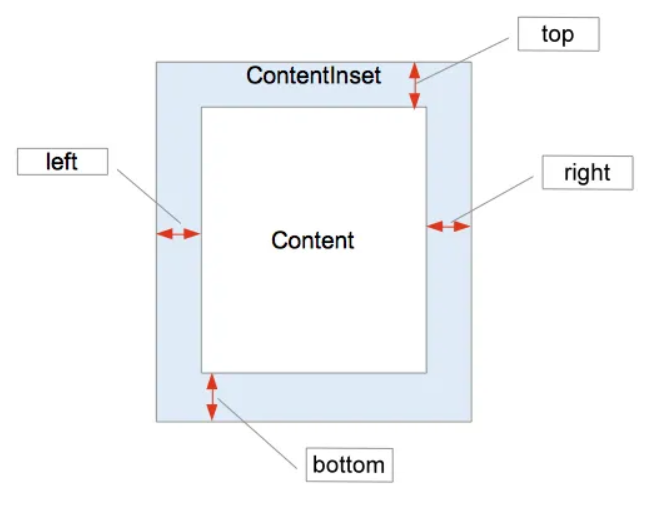 top
ContentInset
left
right
Content
bottom